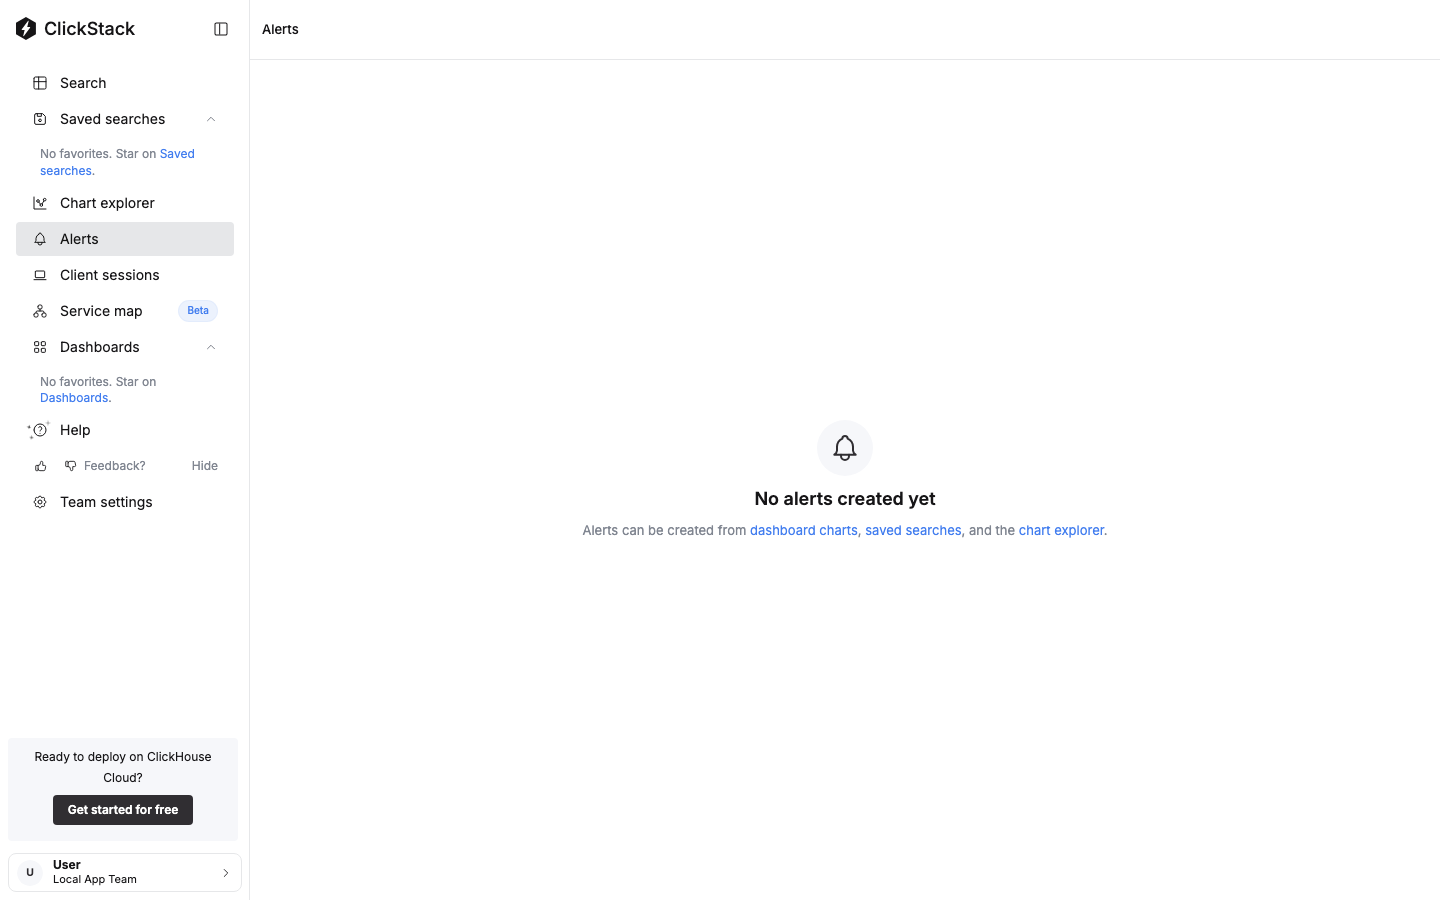 ClickStack
Search
Saved searches
No favorites. Star on Saved
searches.
Chart explorer
Alerts
Client sessions
Service map
Beta
Dashboards
No favorites. Star on
Dashboards.
Help
Feedback?
Hide
Team settings
Ready to deploy on ClickHouse
Cloud?
Get started for free
U
User
Local App Team
Alerts
No alerts created yet
Alerts can be created from dashboard charts, saved searches, and the chart explorer.